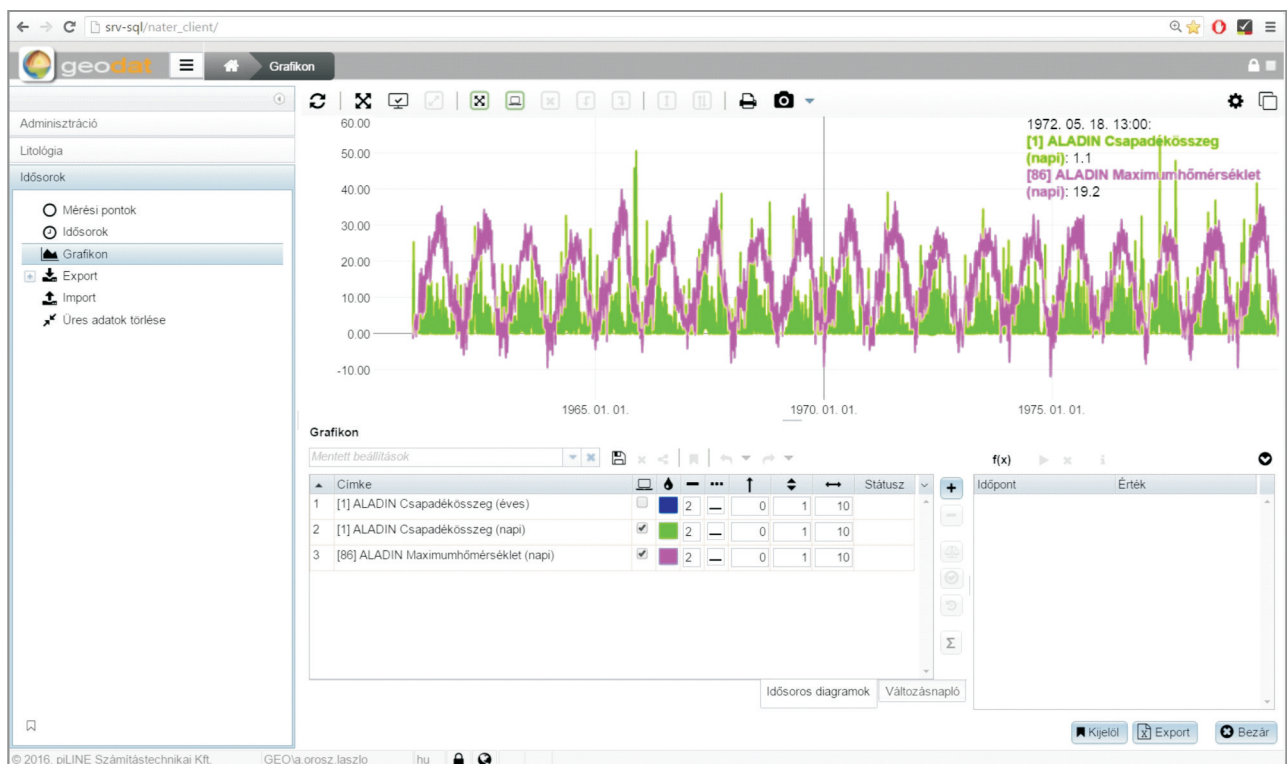 srv-sql/nater_client/
geodat
Grafikon
Adminisztráció
Litológia
Idősorok
Mérési pontok
Idősorok
Grafikon
Export
Import
Üres adatok törlése
60.00
50.00
40.00
30.00
20.00
10.00
0.00
-10.00
1972. 05. 18. 13:00:
[1] ALADIN Csapadékösszeg
(napi): 1.1
[86] ALADIN Maximumhőmérséklet
(napi): 19.2
1965. 01. 01.
1970. 01. 01.
1975. 01. 01.
Grafikon
Mentett beállítások
f(x)
Címke Státusz
1 [1] ALADIN Csapadékösszeg (éves) 2 0 1 10
2 [1] ALADIN Csapadékösszeg (napi) 2 0 1 10
3 [86] ALADIN Maximumhőmérséklet (napi) 2 0 1 10
Σ
Időpont Érték
Idősoros diagramok Változásnapló
Kijelöl Export Bezár
© 2016, piLINE Számítástechnikai Kft. GEO\a.orosz.laszlo hu